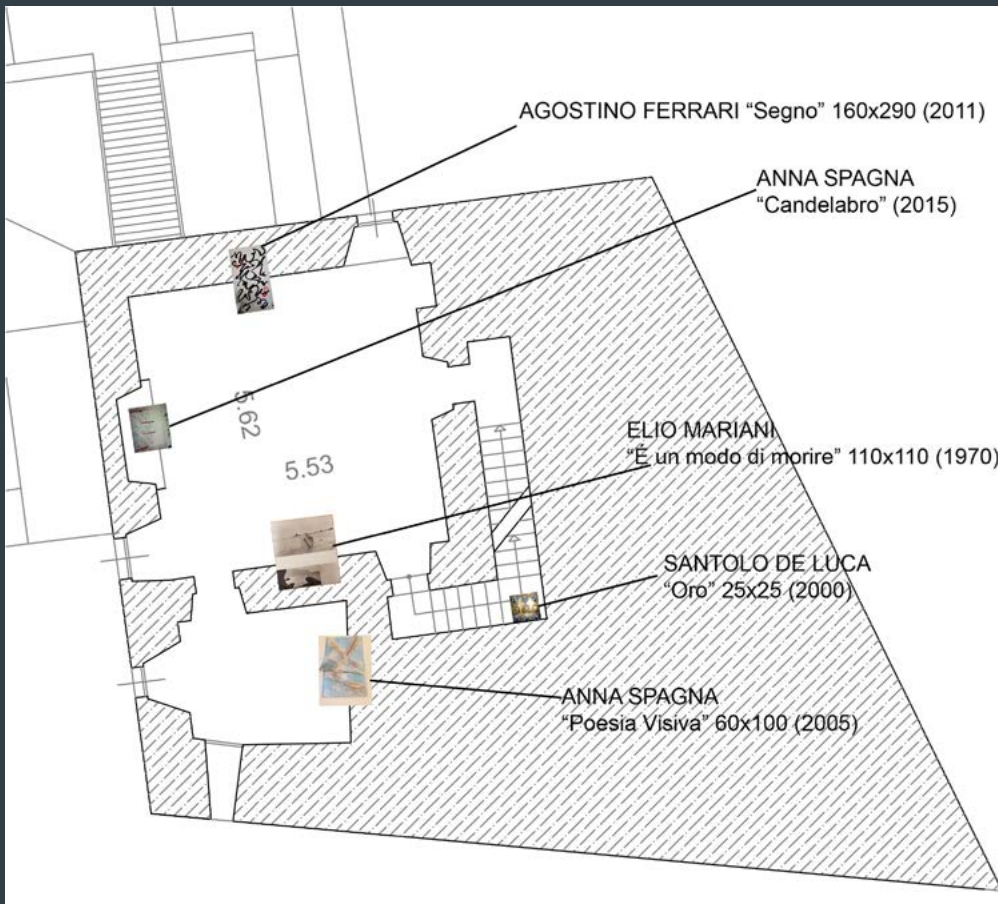 AGOSTINO FERRARI “Segno” 160x290 (2011)
ANNA SPAGNA
“Candelabro” (2015)
5.62
5.53
ELIO MARIANI
“É un modo di morire” 110x110 (1970)
SANTOLO DE LUCA
“Oro” 25x25 (2000)
ANNA SPAGNA
“Poesia Visiva” 60x100 (2005)